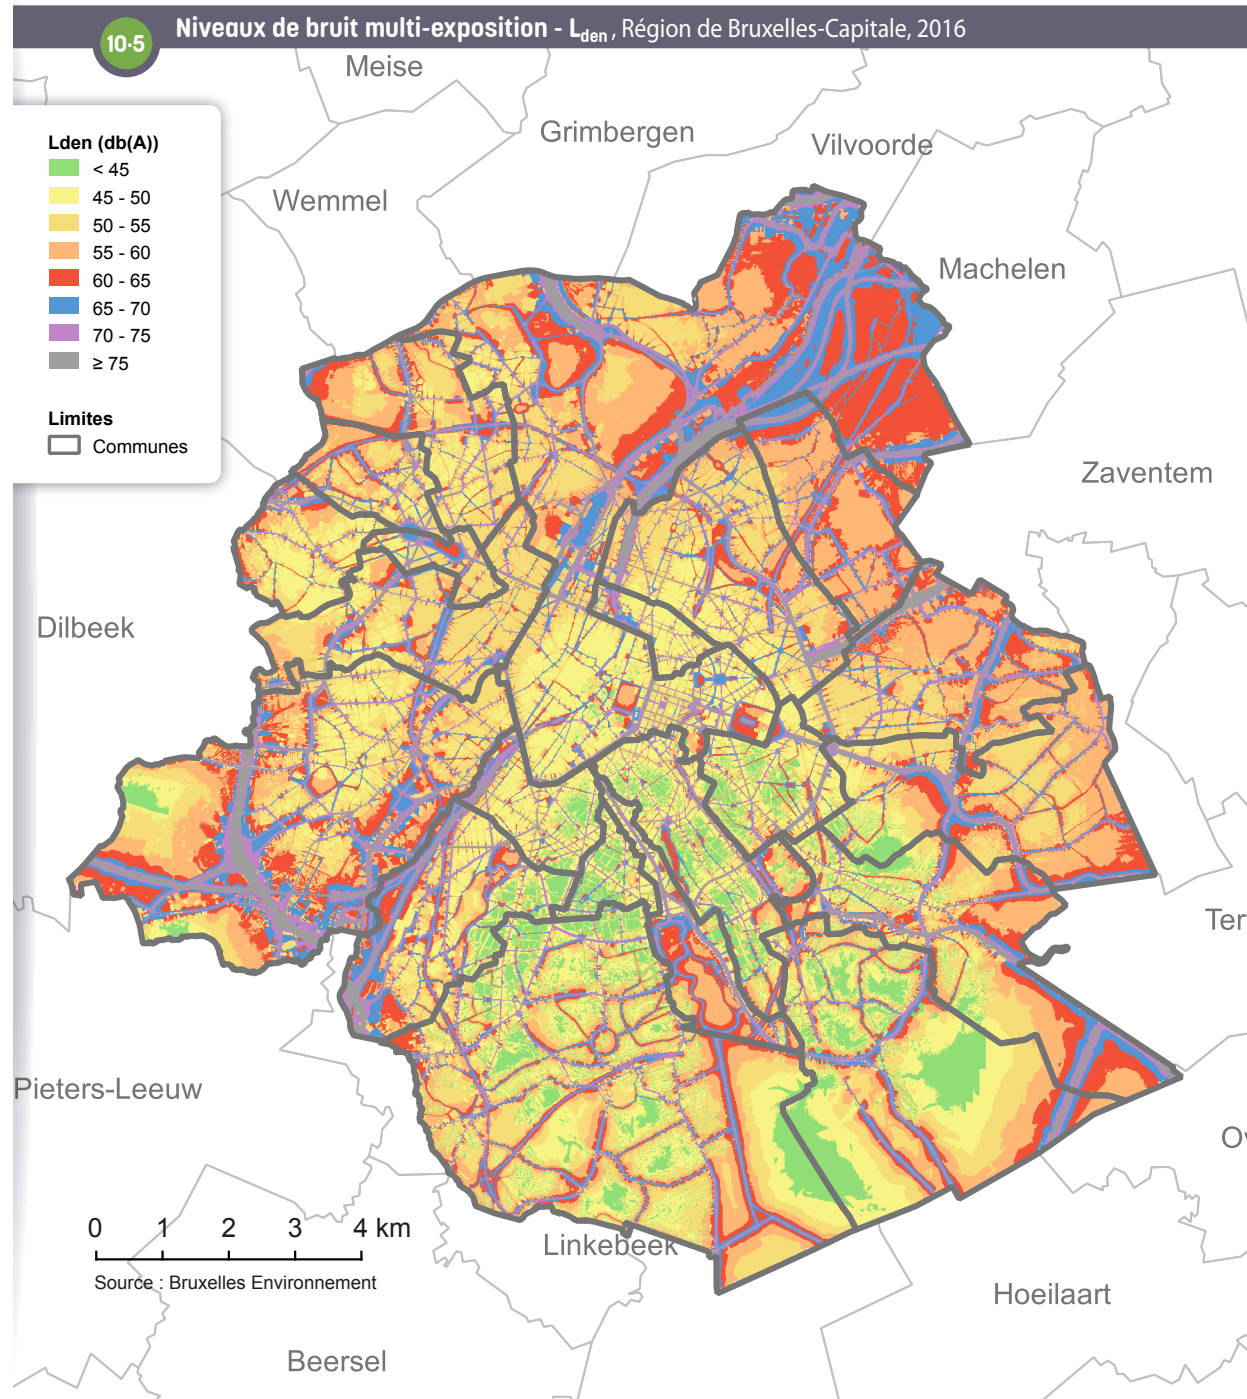 10·5
Niveaux de bruit multi-exposition - Lden, Région de Bruxelles-Capitale, 2016
Meise
Grimbergen
Vilvoorde
Wemmel
Machelen
Lden (db(A))
< 45
45 - 50
50 - 55
55 - 60
60 - 65
65 - 70
70 - 75
≥ 75
Limites
Communes
Zaventem
Dilbeek
Ter
Pieters-Leeuw
Ov
0 1 2 3 4 km
Source : Bruxelles Environnement
Linkebeek
Hoeilaart
Beersel